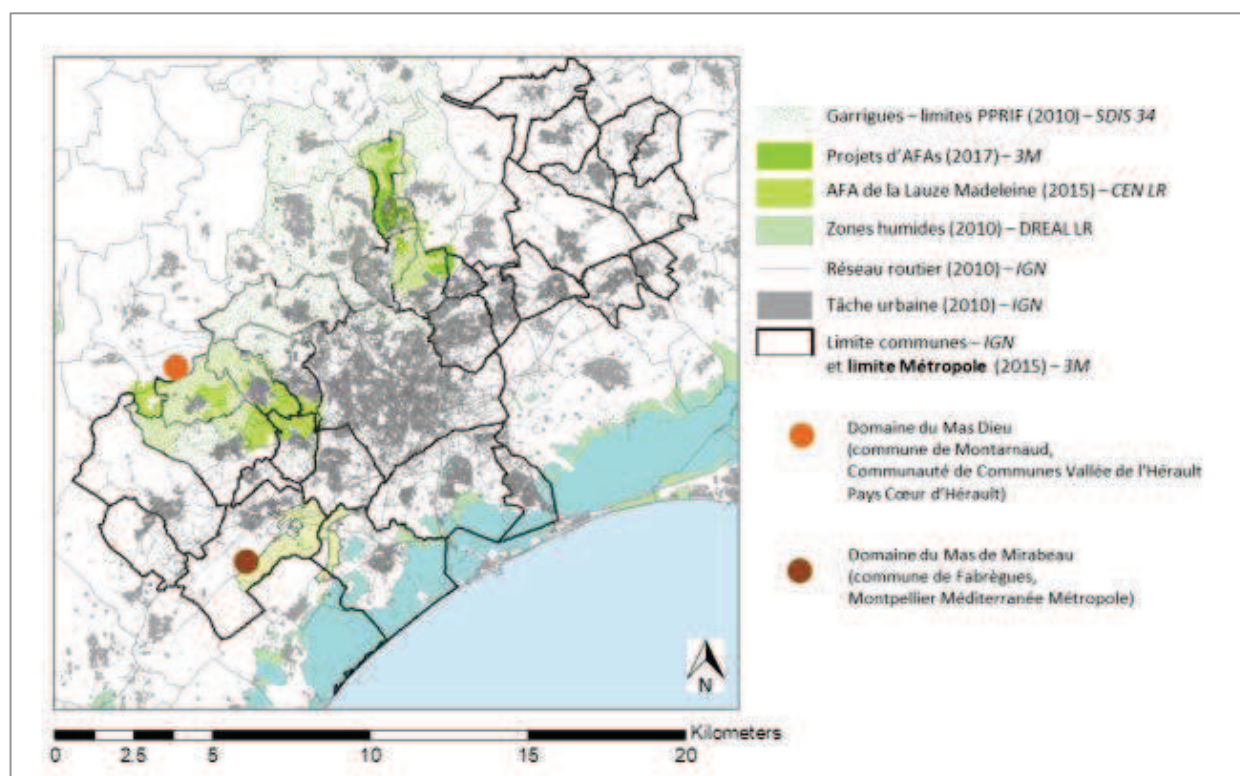 Garrigues – limites PPRIF (2010) – SDIS 34
Projets d'AFAs (2017) – 3M
AFA de la Lauze Madeleine (2015) – CEN LR
Zones humides (2010) – DREAL LR
Réseau routier (2010) – IGN
Tâche urbaine (2010) – IGN
Limite communes – IGN
et limite Métropole (2015) – 3M
Domaine du Mas Dieu
(commune de Montarnaud,
Communauté de Communes Vallée de l'Hérault
Pays Cœur d'Hérault)
Domaine du Mas de Mirabeau
(commune de Fabrègues,
Montpellier Méditerranée Métropole)
N
Kilometers
0 2.5 5 10 15 20